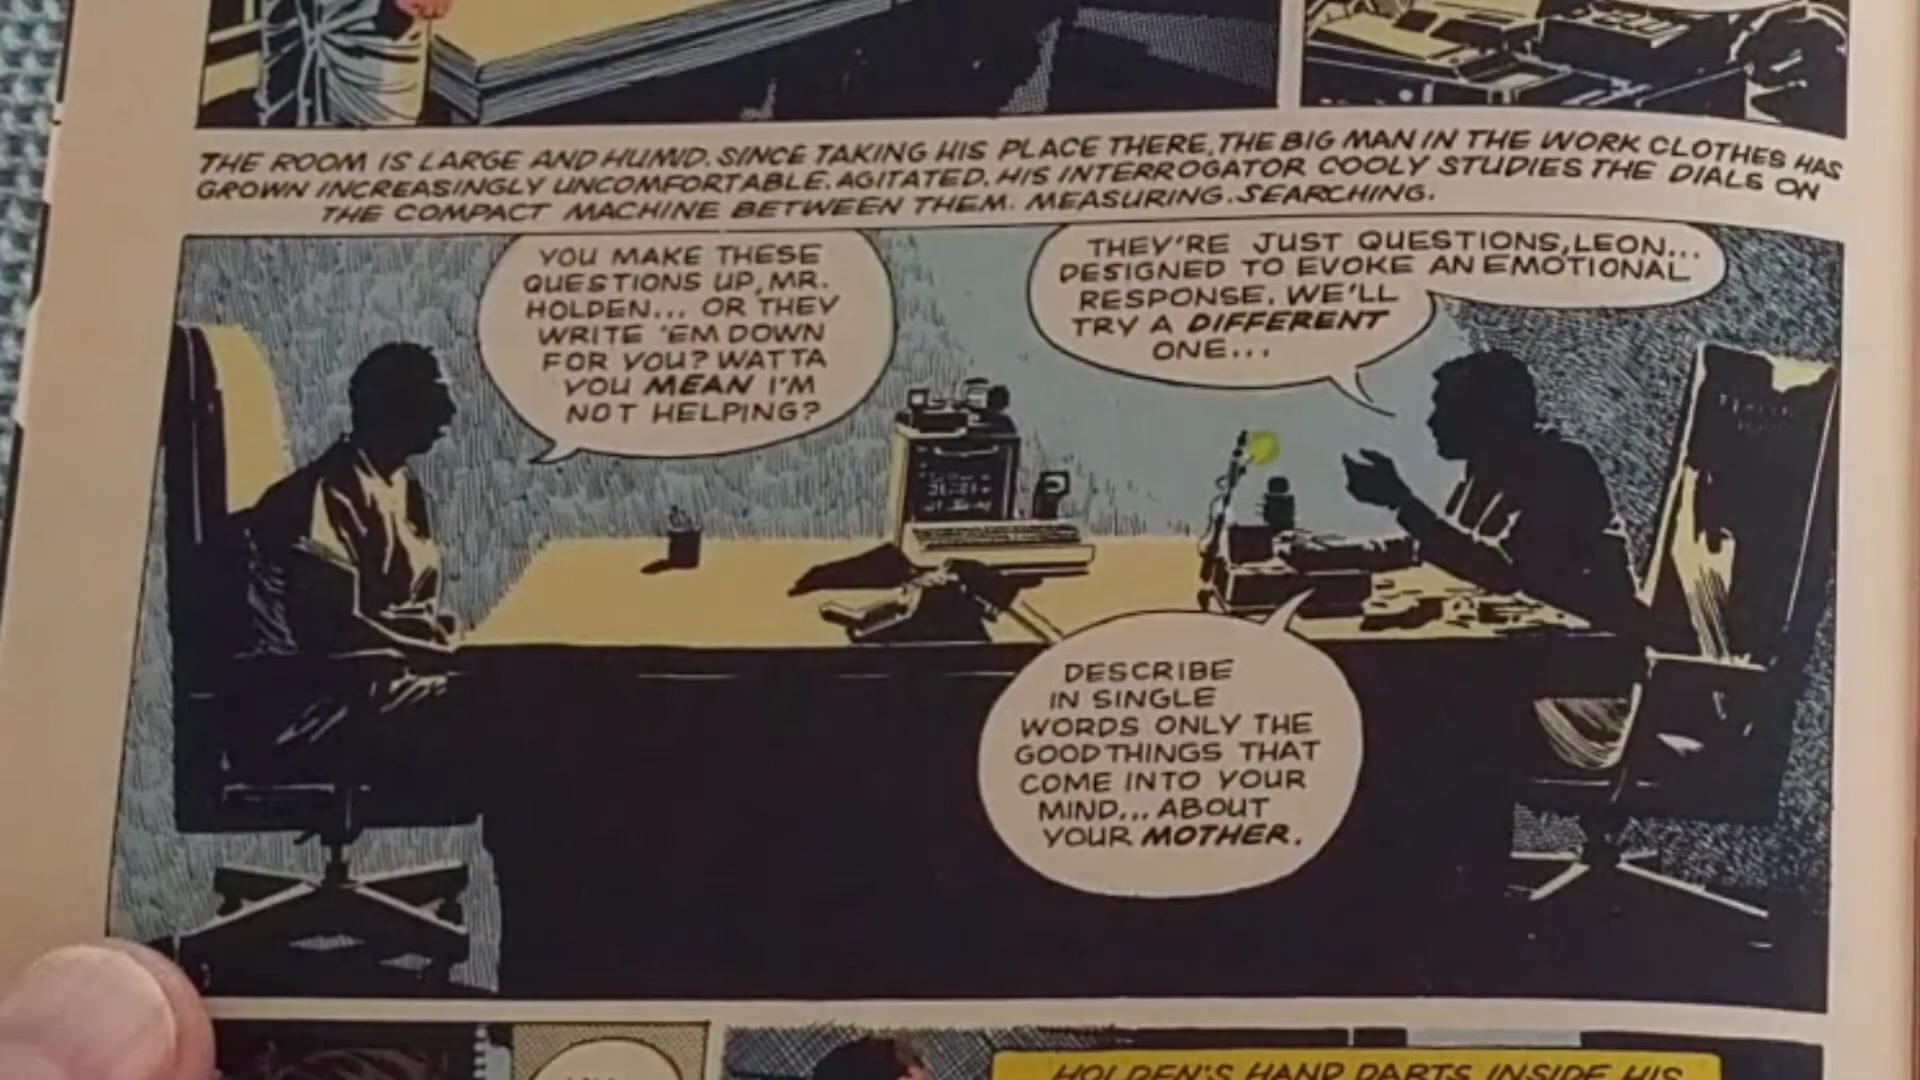 THE ROOM IS LARGE AND HUMID. SINCE TAKING HIS PLACE THERE, THE BIG MAN IN THE WORK CLOTHES HAS
GROWN INCREASINGLY UNCOMFORTABLE. AGITATED. HIS INTERROGATOR COOLY STUDIES THE DIALS ON
THE COMPACT MACHINE BETWEEN THEM. MEASURING. SEARCHING.
YOU MAKE THESE
QUESTIONS UP, MR.
HOLDEN... OR THEY
WRITE 'EM DOWN
FOR YOU? WATTA
YOU MEAN I'M
NOT HELPING?
THEY'RE JUST QUESTIONS, LEON...
DESIGNED TO EVOKE AN EMOTIONAL
RESPONSE. WE'LL
TRY A DIFFERENT
ONE...
DESCRIBE
IN SINGLE
WORDS ONLY THE
GOOD THINGS THAT
COME INTO YOUR
MIND... ABOUT
YOUR MOTHER.
HOLDEN'S HAND DARTS INSIDE HIS